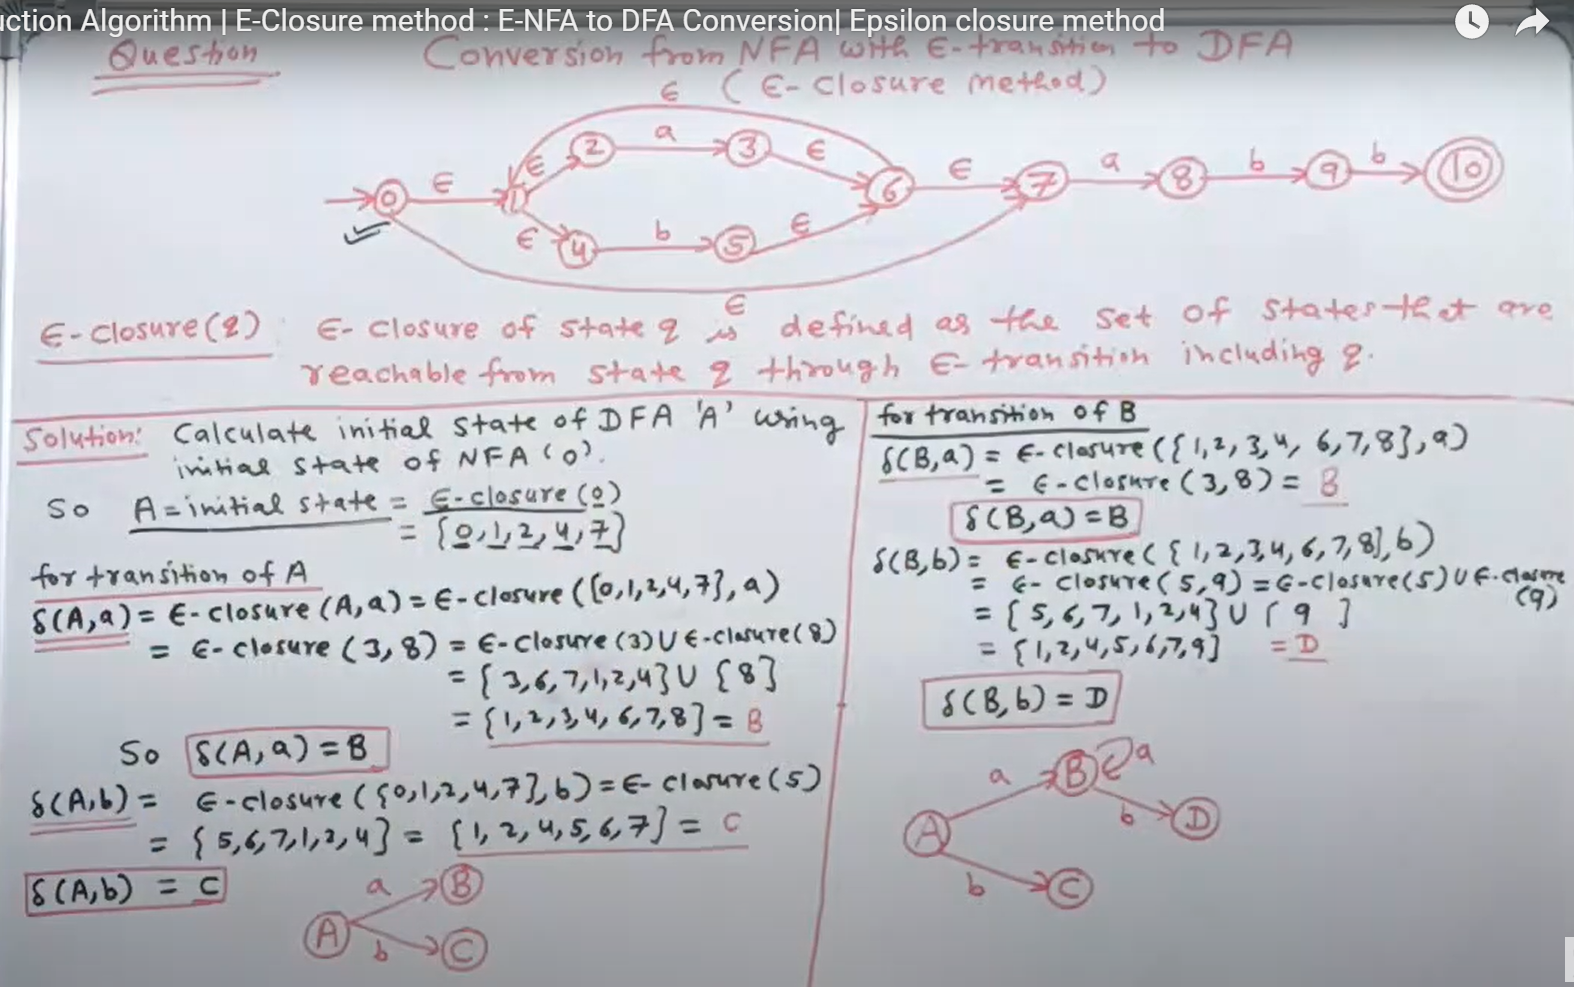 uction Algorithm | E-Closure method : E-NFA to DFA Conversion| Epsilon closure method
Question
Conversion from NFA with ϵ-transition to DFA
(ϵ-closure method)
ϵ
2 a 3 ϵ
ϵ
0 ϵ 1
6 ϵ 7 a 8 b 9 b 10
ϵ 4 b 5 ϵ
ϵ
ϵ-closure(q): ϵ-closure of state q is defined as the set of states that are
reachable from state q through ϵ-transition including q.
Solution: Calculate initial state of DFA 'A' using
initial state of NFA (0).
So A = initial state = ϵ-closure(0)
= {0,1,2,4,7}
for transition of A
δ(A,a) = ϵ-closure(A,a) = ϵ-closure({0,1,2,4,7},a)
= ϵ-closure(3,8) = ϵ-closure(3) ∪ ϵ-closure(8)
= {3,6,7,1,2,4} ∪ {8}
= {1,2,3,4,6,7,8} = B
So δ(A,a) = B
δ(A,b) = ϵ-closure({0,1,2,4,7},b) = ϵ-closure(5)
= {5,6,7,1,2,4} = {1,2,4,5,6,7} = C
δ(A,b) = C
a B
A
b C
for transition of B
δ(B,a) = ϵ-closure({1,2,3,4,6,7,8},a)
= ϵ-closure(3,8) = B
δ(B,a) = B
δ(B,b) = ϵ-closure({1,2,3,4,6,7,8},b)
= ϵ-closure(5,9) = ϵ-closure(5) ∪ ϵ-closure
(9)
= {5,6,7,1,2,4} ∪ {9}
= {1,2,4,5,6,7,9} = D
δ(B,b) = D
a B a
A b D
b C